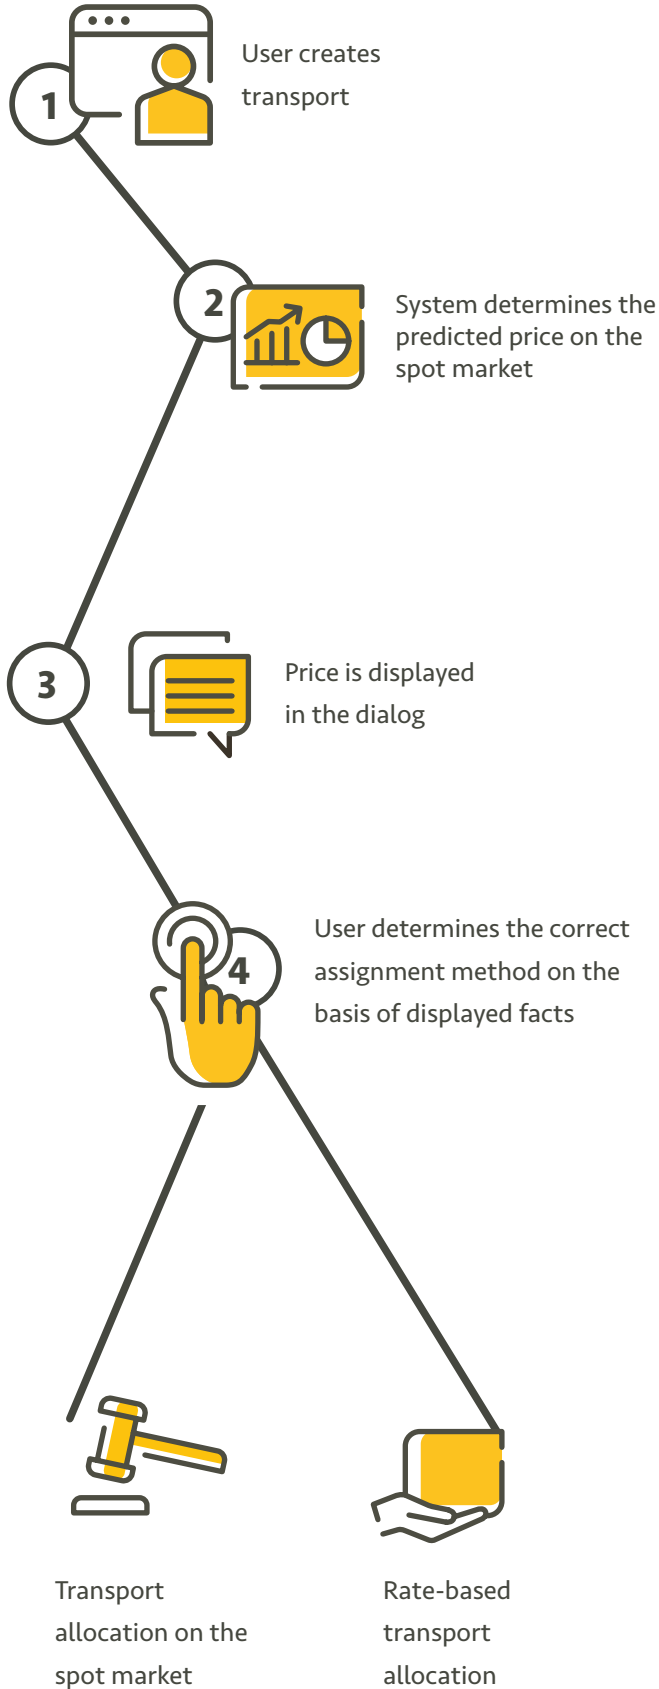 1
User creates
transport
2
System determines the
predicted price on the
spot market
3
Price is displayed
in the dialog
4
User determines the correct
assignment method on the
basis of displayed facts
Transport
allocation on the
spot market
Rate-based
transport
allocation